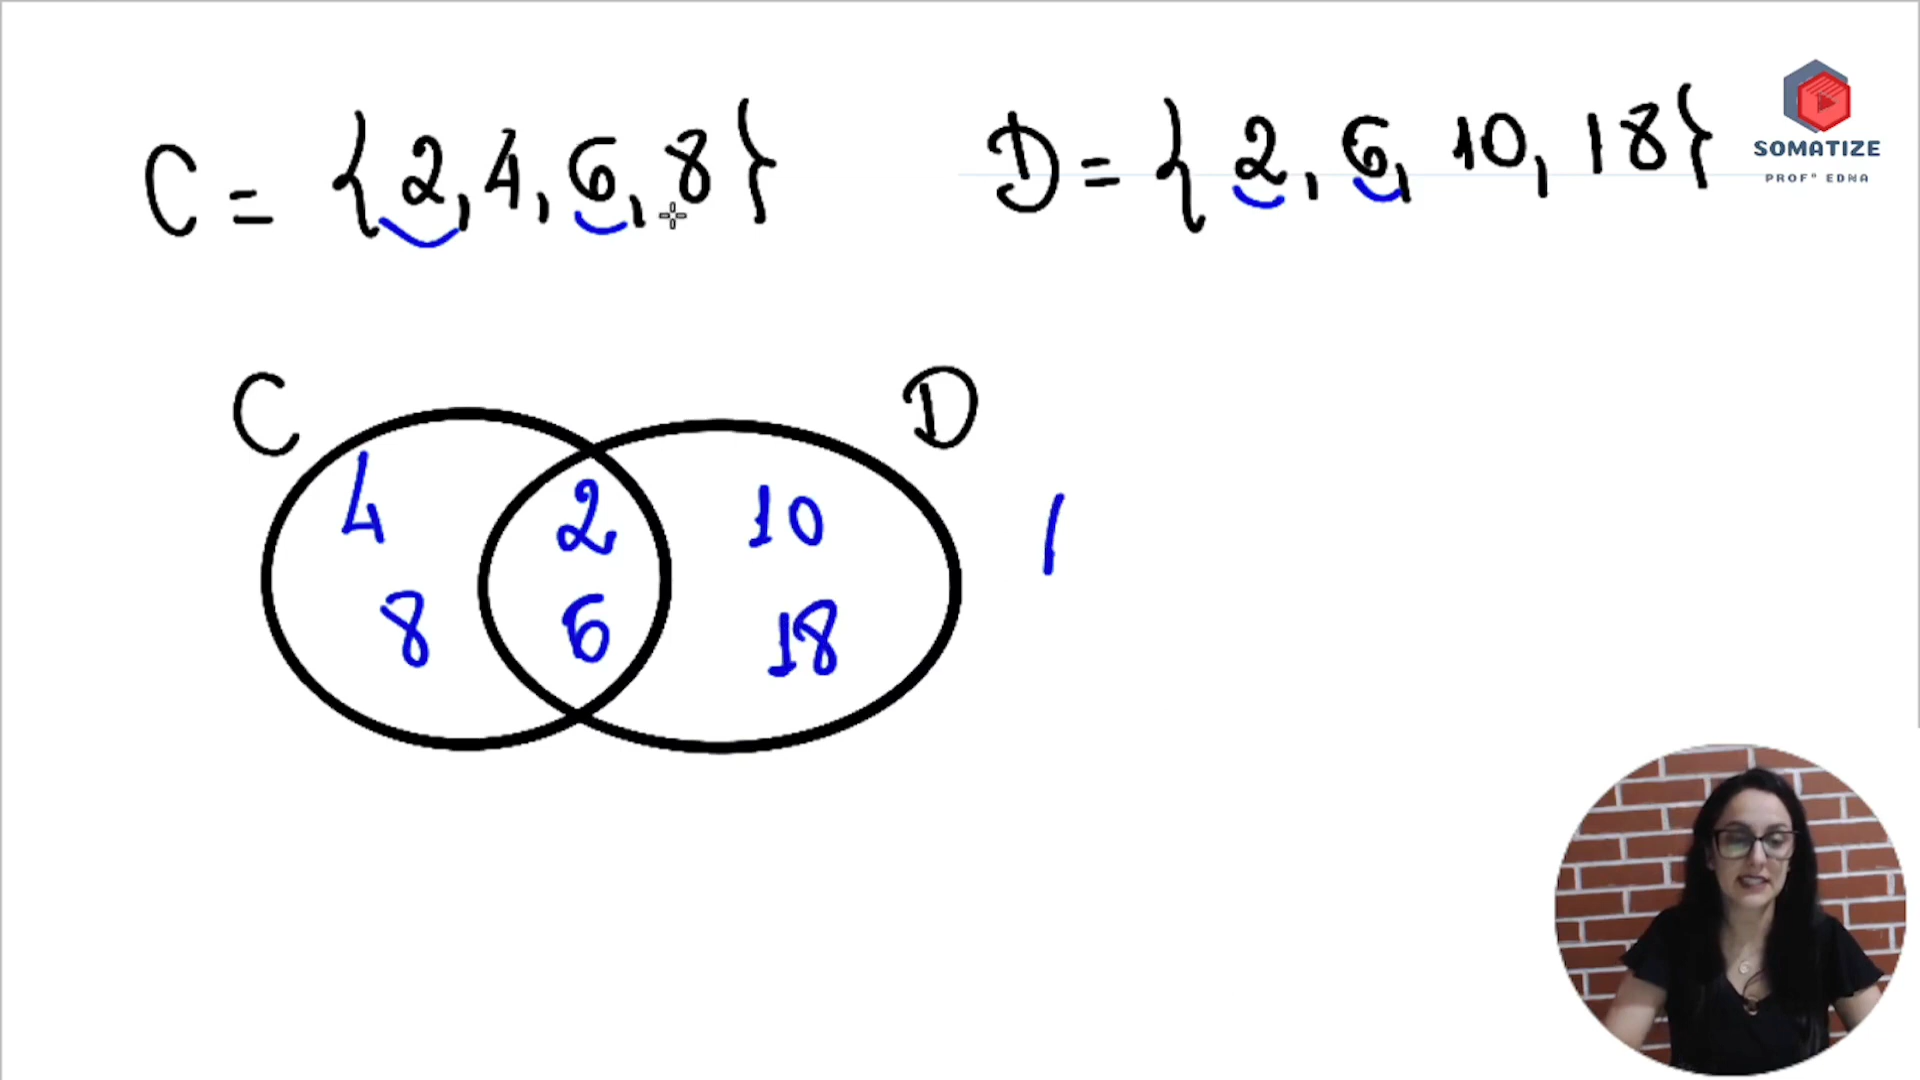 C = {2, 4, 6, 8}
D = {2, 6, 10, 18}
SOMATIZE
PROFª EDNA
C
D
4
2
10
8
6
18